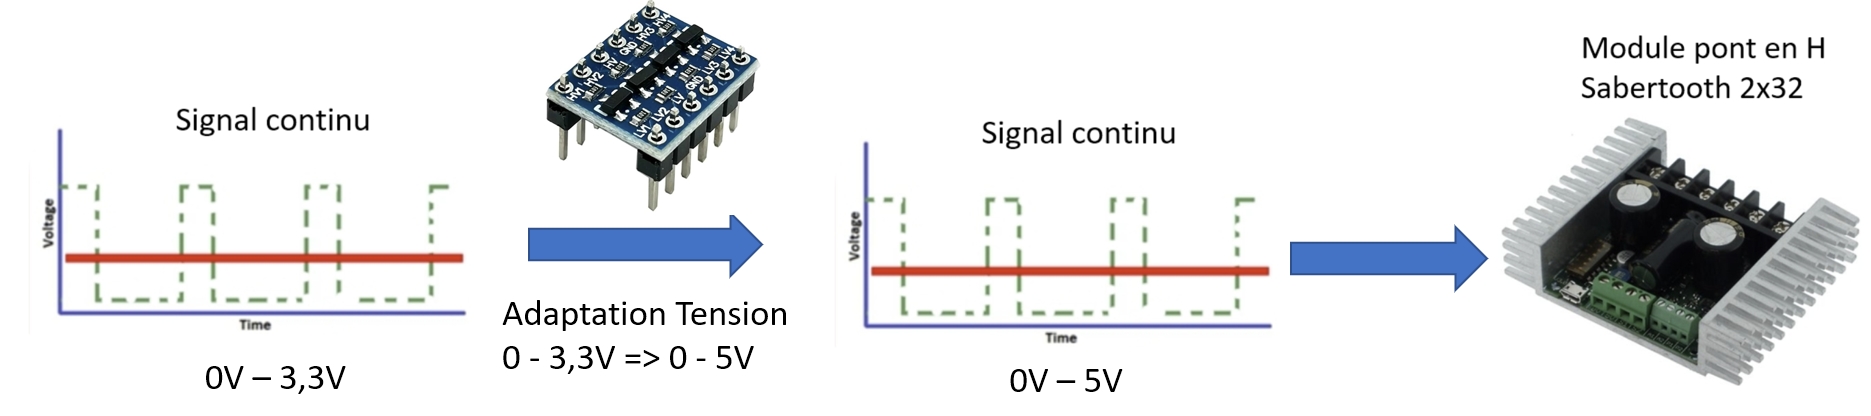 Signal continu
Voltage
Time
0V – 3,3V
HV1
HV2
HV
GND
HV3
HV4
LV1
LV2
LV
GND
LV3
LV4
Adaptation Tension
0 - 3,3V => 0 - 5V
Signal continu
Voltage
Time
0V – 5V
Module pont en H
Sabertooth 2x32